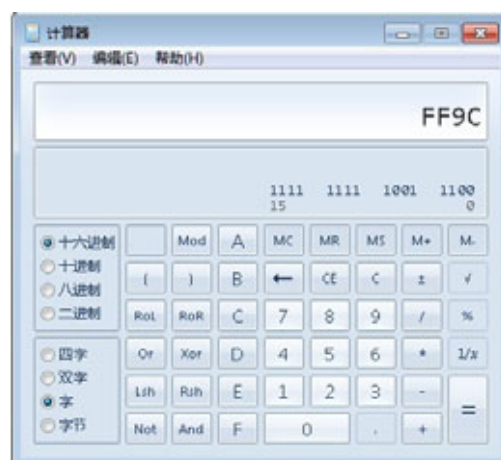 计算器
查看(V) 编辑(E) 帮助(H)
FF9C
1111 1111 1001 1100
15 0
十六进制 Mod A MC MR MS M+ M-
十进制 ( ) B ← CE C ± √
八进制
二进制 RoL RoR C 7 8 9 / %
四字 Or Xor D 4 5 6 * 1/x
双字
字 Lsh Rsh E 1 2 3 - =
字节 Not And F 0 . +